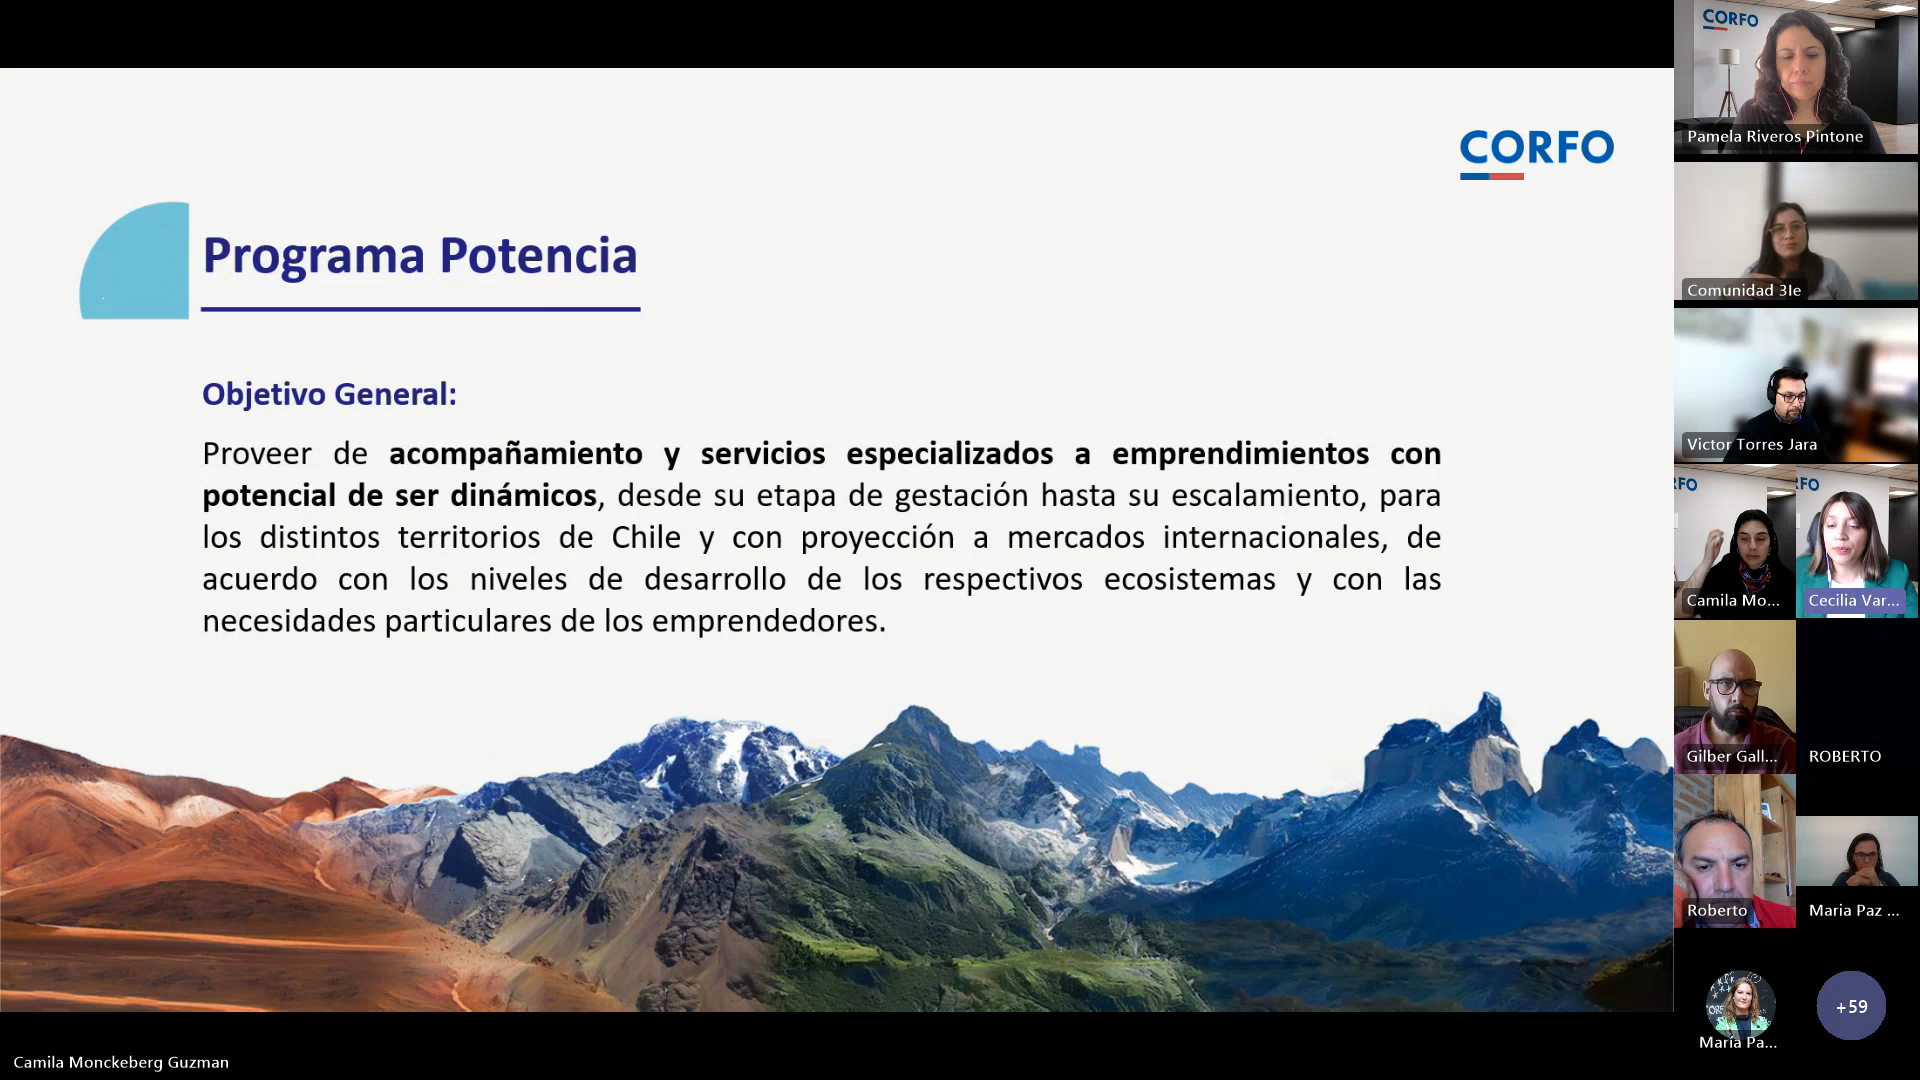 CORFO
Programa Potencia
Objetivo General:
Proveer de acompañamiento y servicios especializados a emprendimientos con
potencial de ser dinámicos, desde su etapa de gestación hasta su escalamiento, para
los distintos territorios de Chile y con proyección a mercados internacionales, de
acuerdo con los niveles de desarrollo de los respectivos ecosistemas y con las
necesidades particulares de los emprendedores.
Camila Monckeberg Guzman
CORFO
Pamela Riveros Pintone
Comunidad 3Ie
Victor Torres Jara
RFO
RFO
Camila Mo...
Cecilia Var...
Gilber Gall...
ROBERTO
Roberto
Maria Paz ...
Maria Pa...
+59